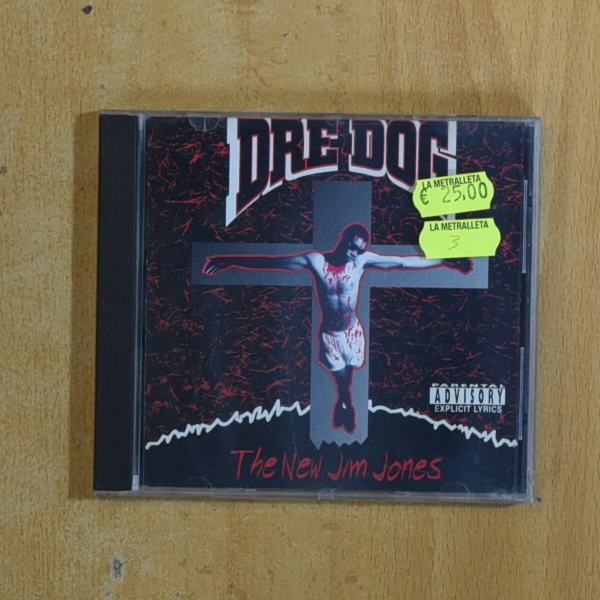 DRE DOG
LA METRALLETA
€ 25,00
LA METRALLETA
3
PARENTAL
ADVISORY
EXPLICIT LYRICS
The New Jim Jones